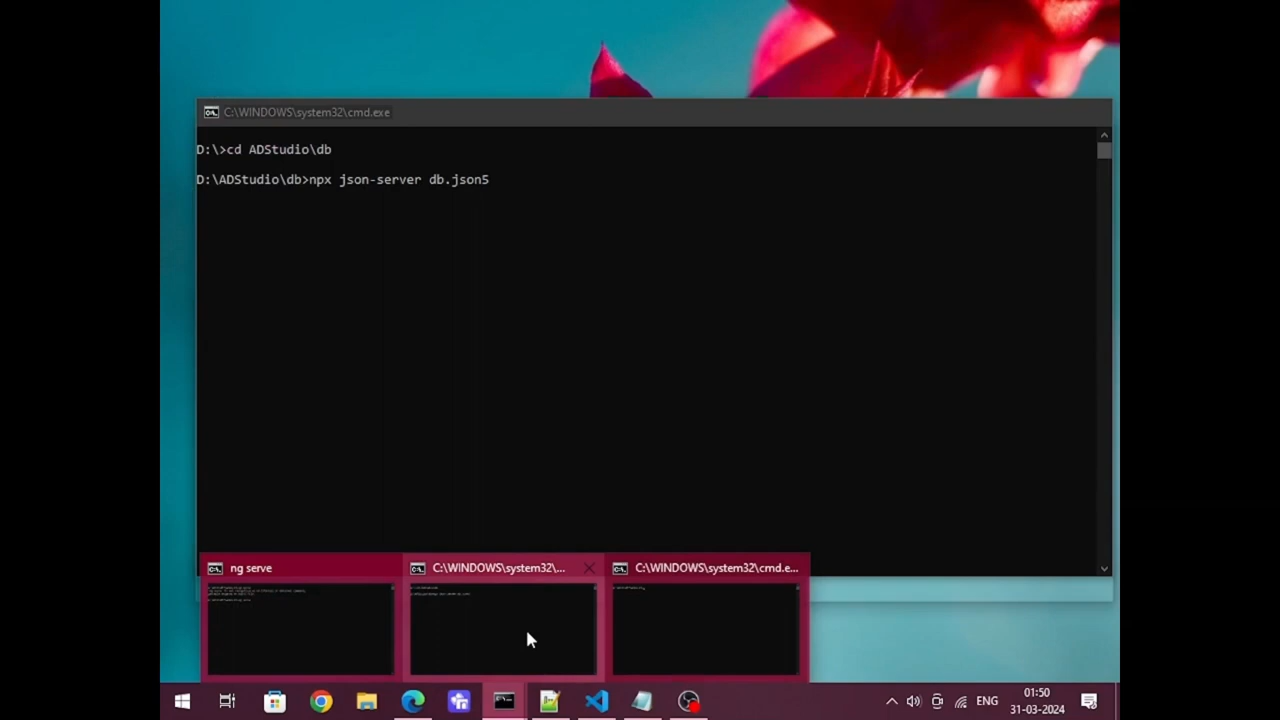 C:\WINDOWS\system32\cmd.exe
D:\>cd ADStudio\db
D:\ADStudio\db>npx json-server db.json5
ng serve
C:\WINDOWS\system32\...
C:\WINDOWS\system32\cmd.e...
ENG
01:50
31-03-2024